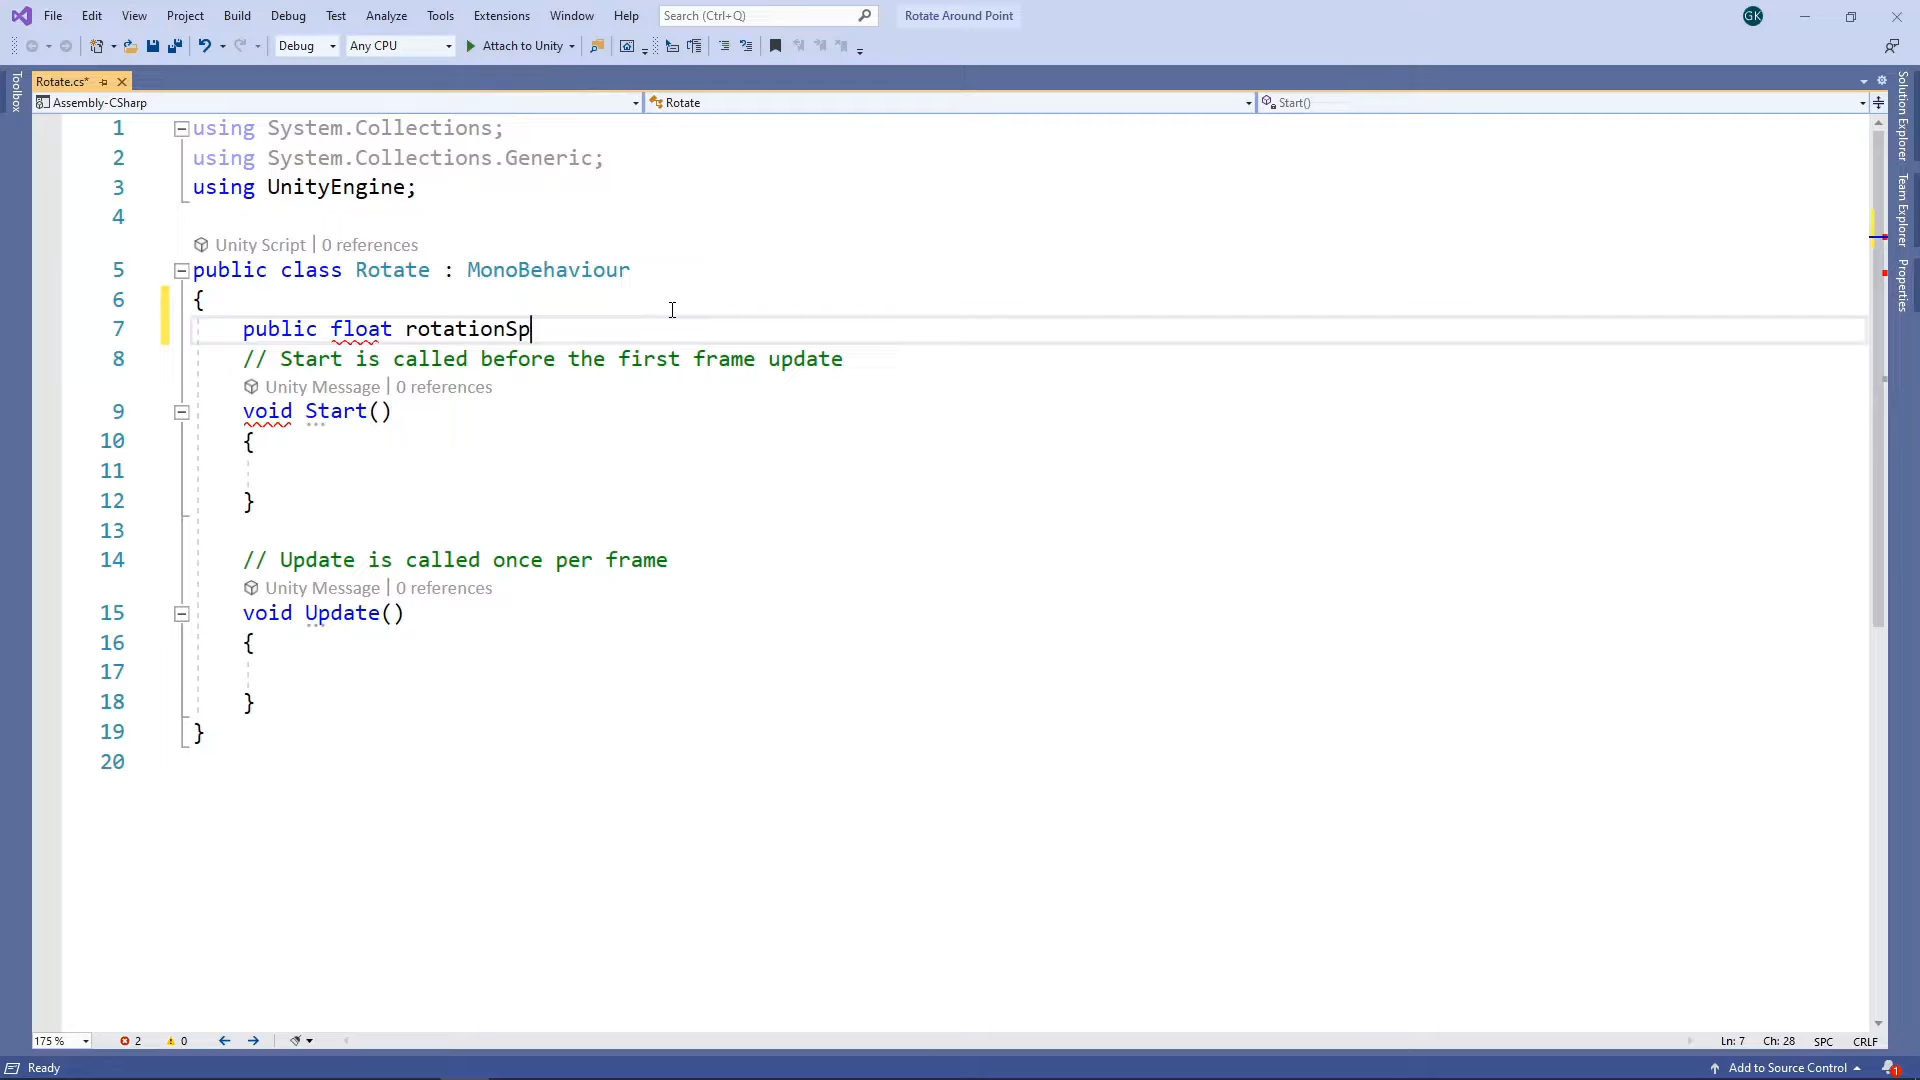 File Edit View Project Build Debug Test Analyze Tools Extensions Window Help Search (Ctrl+Q) Rotate Around Point GK
Debug Any CPU Attach to Unity
Toolbox
Rotate.cs*
Assembly-CSharp Rotate Start()
1 using System.Collections;
2 using System.Collections.Generic;
3 using UnityEngine;
4
Unity Script | 0 references
5 public class Rotate : MonoBehaviour
6 {
7 public float rotationSp
8 // Start is called before the first frame update
Unity Message | 0 references
9 void Start()
10 {
11
12 }
13
14 // Update is called once per frame
Unity Message | 0 references
15 void Update()
16 {
17
18 }
19 }
20
Solution Explorer
Team Explorer
Properties
175 % 2 0 Ln: 7 Ch: 28 SPC CRLF
Ready Add to Source Control 1